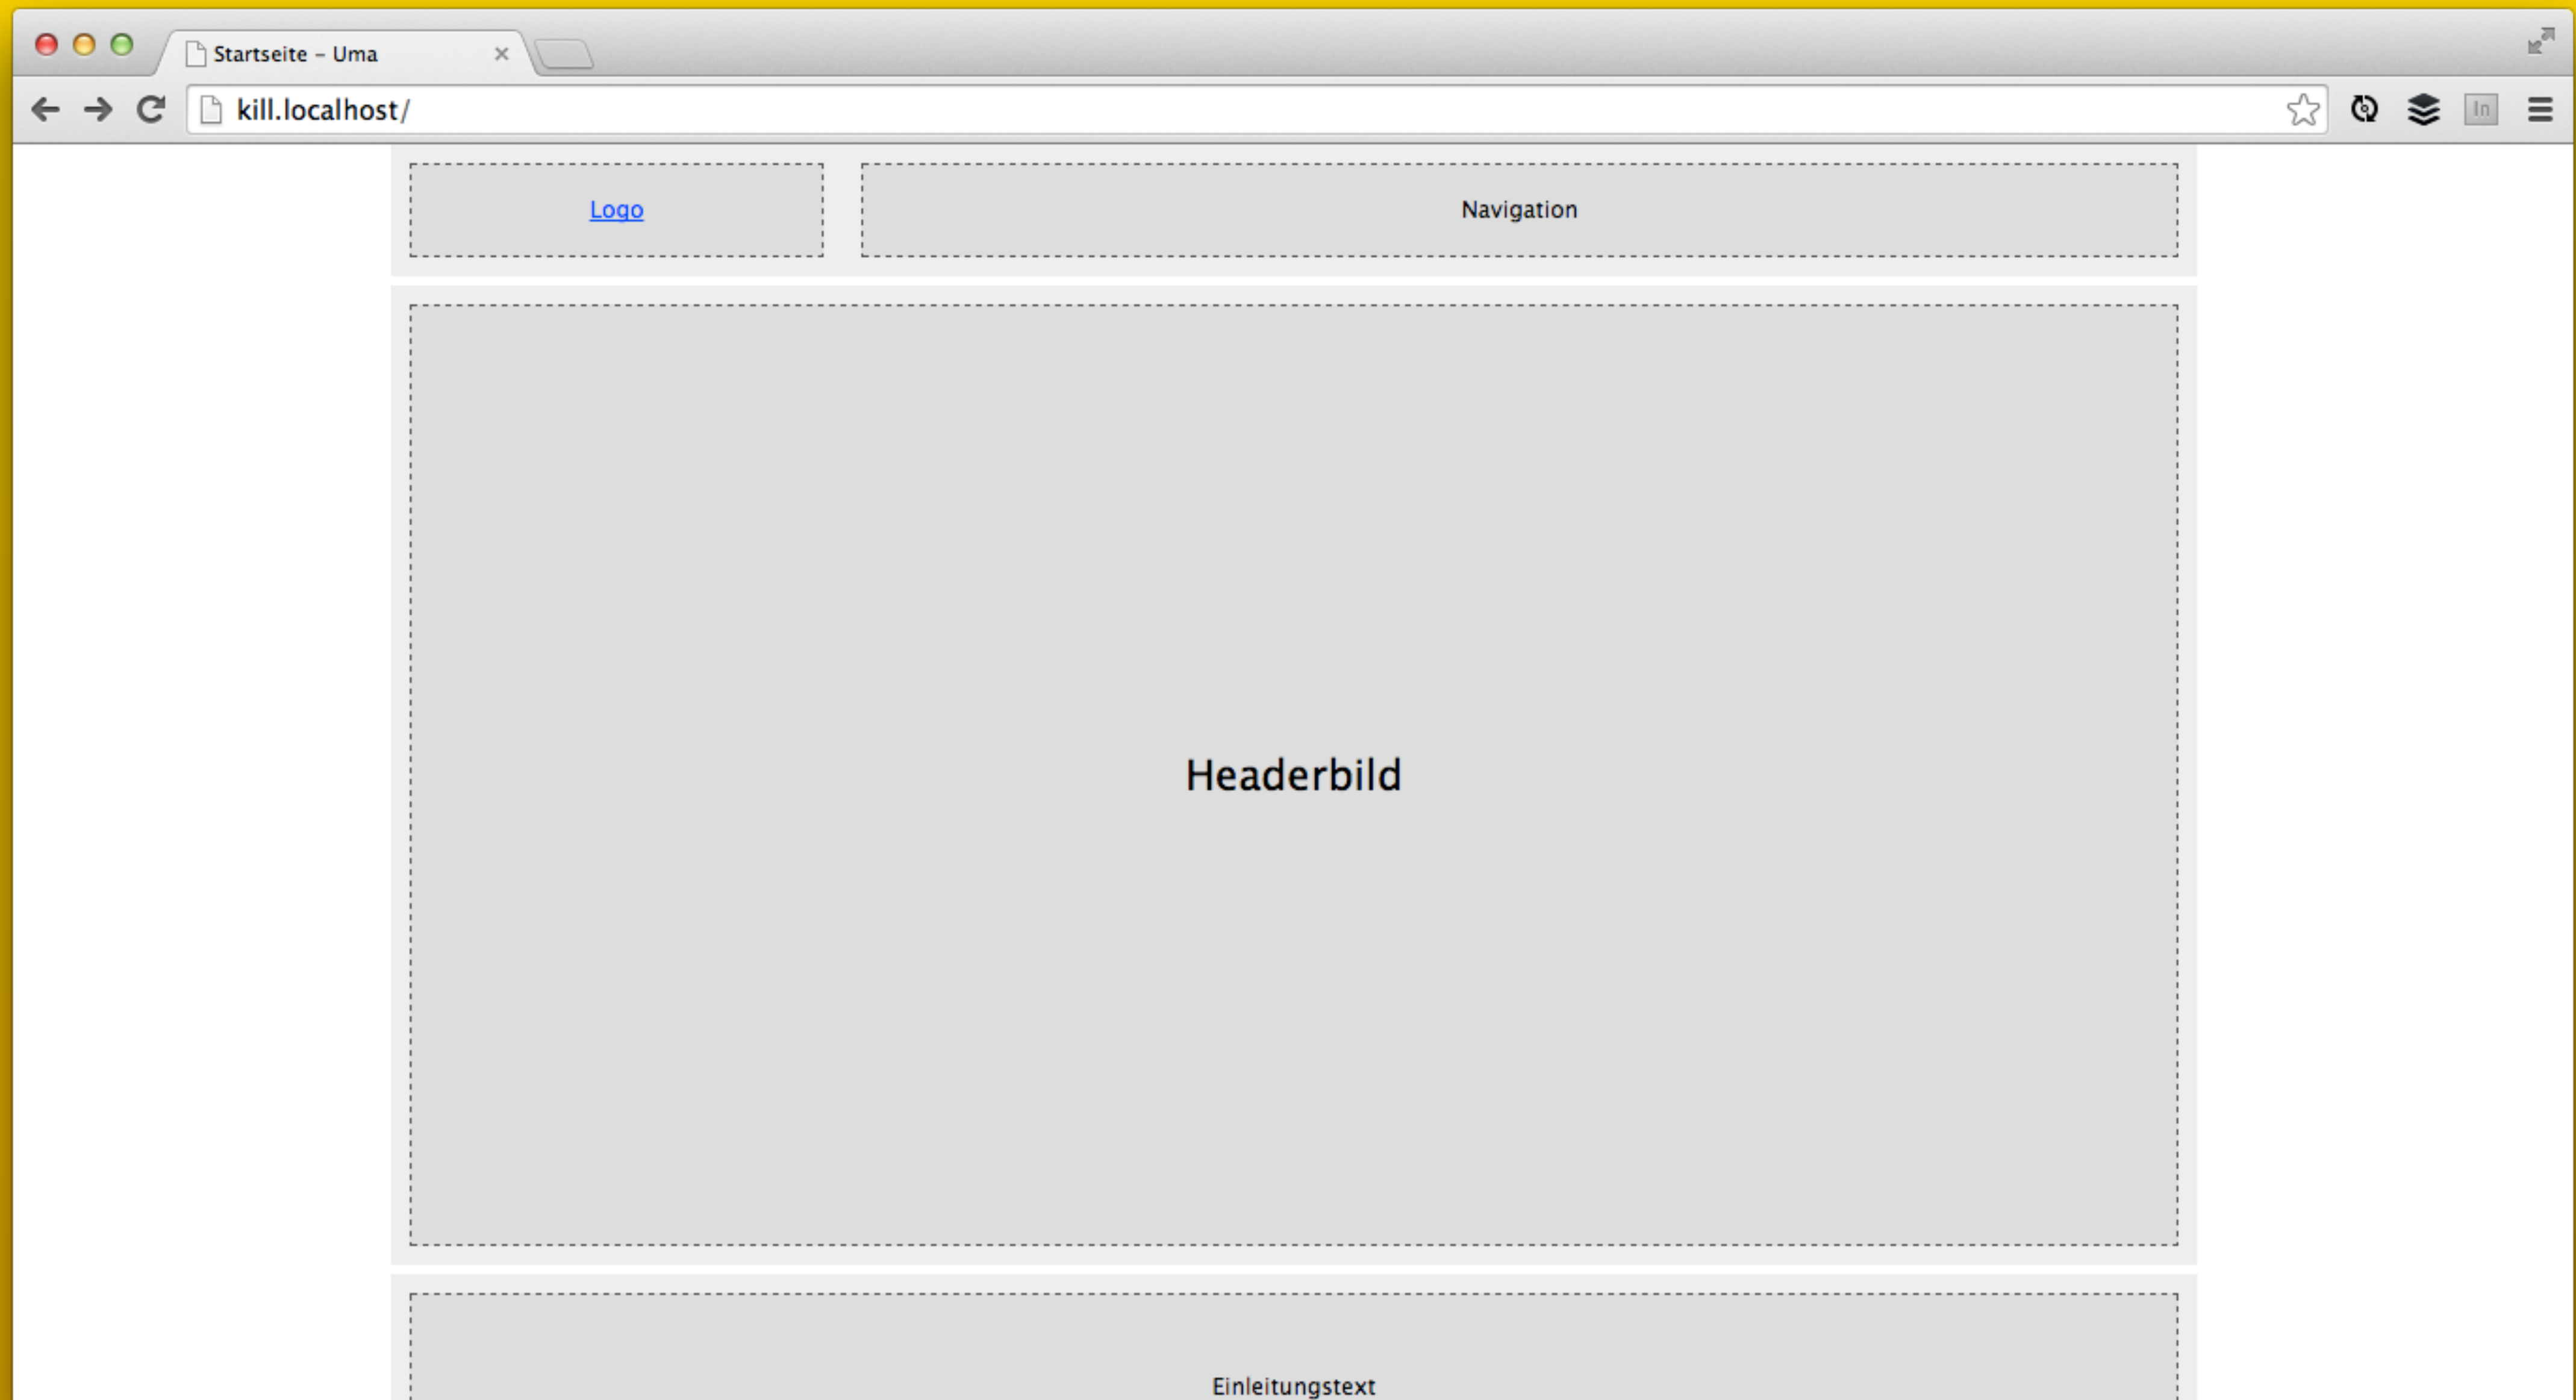 Startseite – Uma
kill.localhost/
In
Logo
Navigation
Headerbild
Einleitungstext